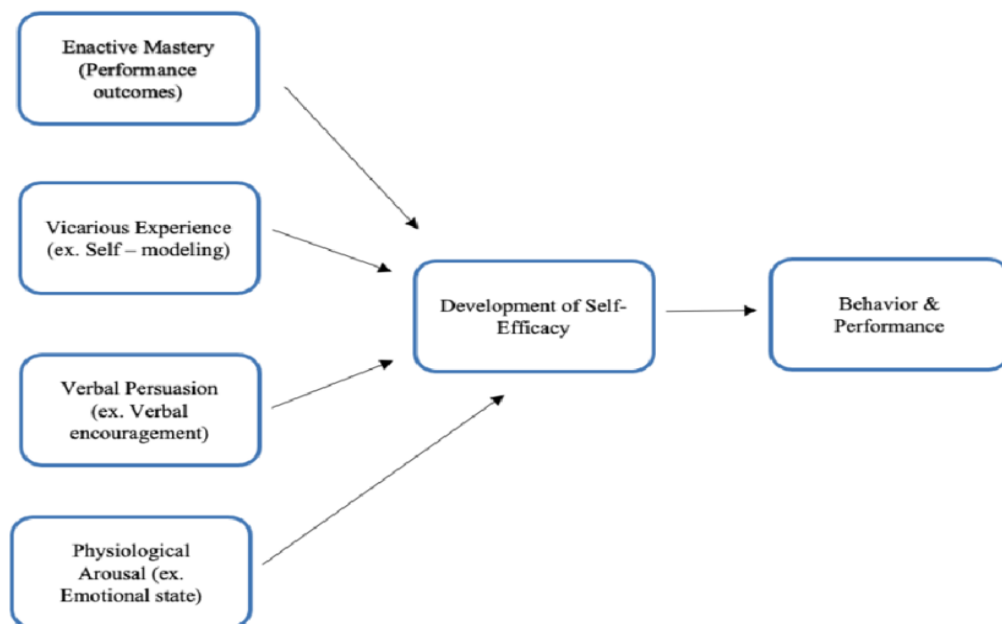 Enactive Mastery
(Performance
outcomes)
Vicarious Experience
(ex. Self – modeling)
Verbal Persuasion
(ex. Verbal
encouragement)
Physiological
Arousal (ex.
Emotional state)
Development of Self-
Efficacy
Behavior &
Performance